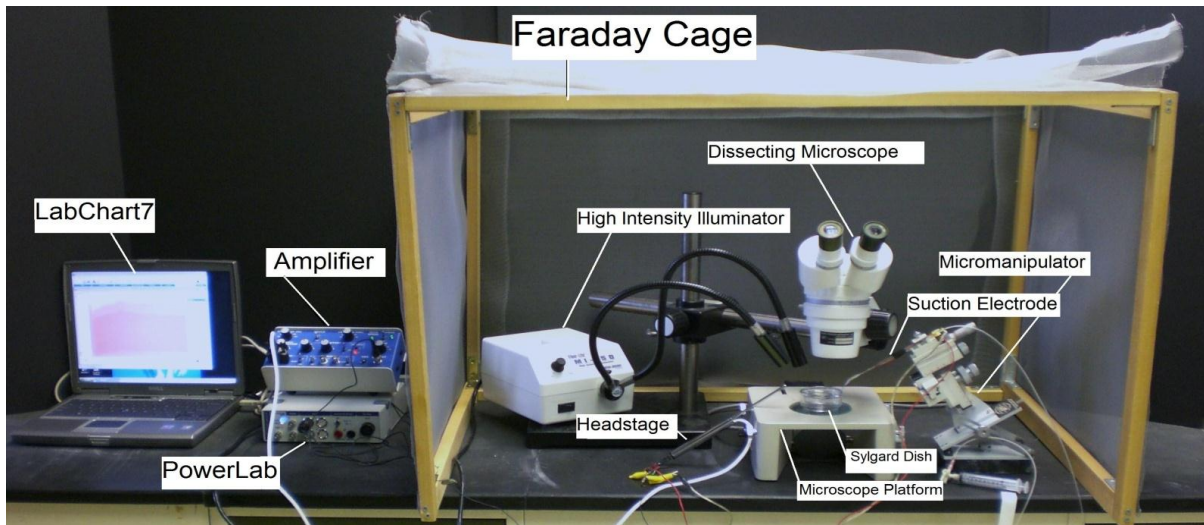 Faraday Cage
Dissecting Microscope
LabChart7
High Intensity Illuminator
Amplifier
Micromanipulator
Suction Electrode
Headstage
Sylgard Dish
PowerLab
Microscope Platform